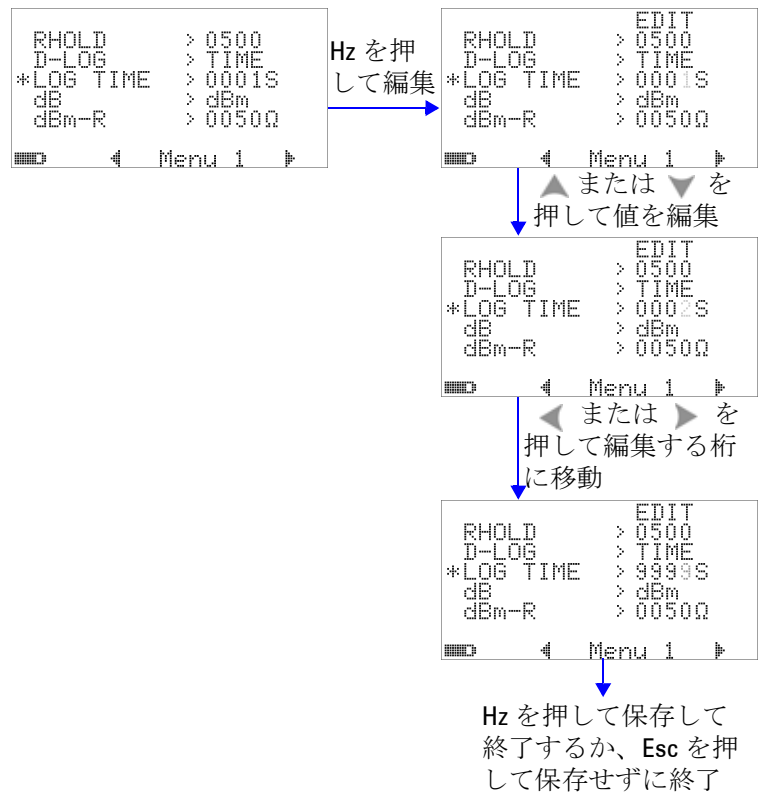 RHOLD > 0500
D-LOG > TIME
*LOG TIME > 0001S
dB > dBm
dBm-R > 0050Ω
Menu 1
Hz を押
して編集
EDIT
RHOLD > 0500
D-LOG > TIME
*LOG TIME > 0001S
dB > dBm
dBm-R > 0050Ω
Menu 1
または を
押して値を編集
EDIT
RHOLD > 0500
D-LOG > TIME
*LOG TIME > 0002S
dB > dBm
dBm-R > 0050Ω
Menu 1
または を
押して編集する桁
に移動
EDIT
RHOLD > 0500
D-LOG > TIME
*LOG TIME > 9999S
dB > dBm
dBm-R > 0050Ω
Menu 1
Hz を押して保存して
終了するか、Esc を押
して保存せずに終了